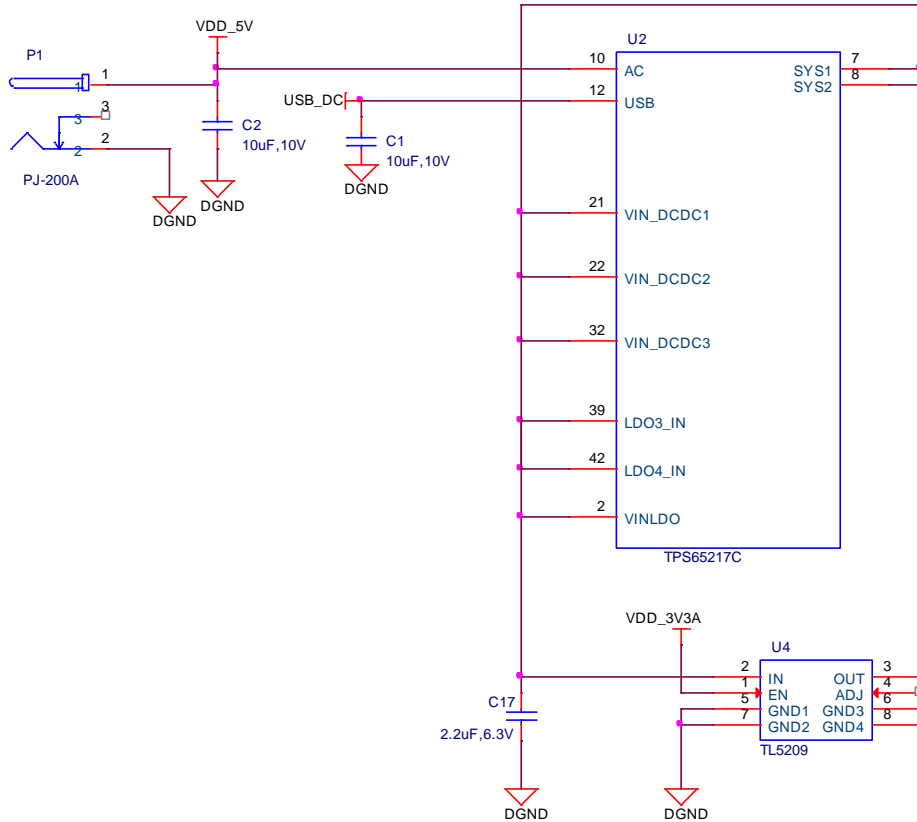 VDD_5V
P1
1
1
3
3
2
2
PJ-200A
DGND
C2
10uF,10V
DGND
USB_DC
C1
10uF,10V
DGND
U2
10 AC
12 USB
SYS1 7
SYS2 8
21 VIN_DCDC1
22 VIN_DCDC2
32 VIN_DCDC3
39 LDO3_IN
42 LDO4_IN
2 VINLDO
TPS65217C
VDD_3V3A
U4
2 IN OUT 3
1 EN ADJ 4
5 GND1 GND3 6
7 GND2 GND4 8
TL5209
C17
2.2uF,6.3V
DGND
DGND